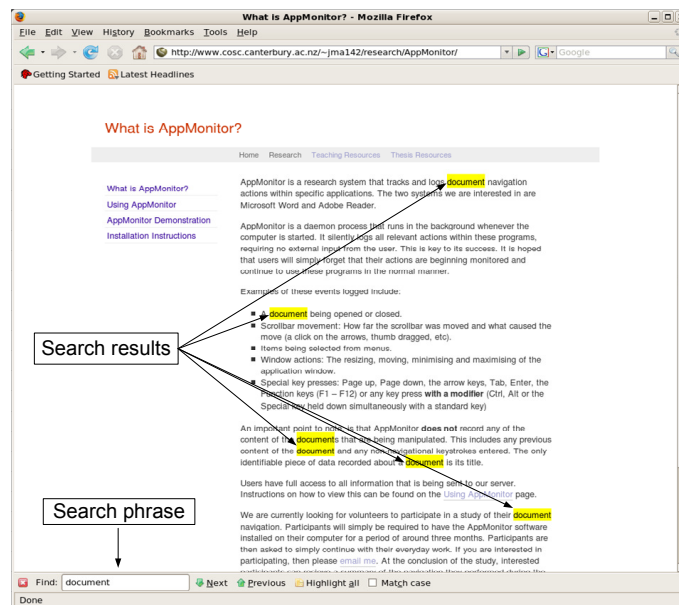 What is AppMonitor? - Mozilla Firefox
File Edit View History Bookmarks Tools Help
http://www.cosc.canterbury.ac.nz/~jma142/research/AppMonitor/
Google
Getting Started Latest Headlines
What is AppMonitor?
Home Research Teaching Resources Thesis Resources
What is AppMonitor?
Using AppMonitor
AppMonitor Demonstration
Installation Instructions
AppMonitor is a research system that tracks and logs document navigation
actions within specific applications. The two systems we are interested in are
Microsoft Word and Adobe Reader.
AppMonitor is a daemon process that runs in the background whenever the
computer is started. It silently logs all relevant actions within these programs,
requiring no external input from the user. This is key to its success. It is hoped
that users will simply forget that their actions are beginning monitored and
continue to use these programs in the normal manner.
Examples of these events logged include:
A document being opened or closed.
Scrollbar movement: How far the scrollbar was moved and what caused the
move (a click on the arrows, thumb dragged, etc).
Items being selected from menus.
Window actions: The resizing, moving, minimising and maximising of the
application window.
Special key presses: Page up, Page down, the arrow keys, Tab, Enter, the
Function keys (F1 – F12) or any key press with a modifier (Ctrl, Alt or the
Special key held down simultaneously with a standard key)
An important point to note, is that AppMonitor does not record any of the
content of the documents that are being manipulated. This includes any previous
content of the document and any non-navigational keystrokes entered. The only
identifiable piece of data recorded about a document is its title.
Users have full access to all information that is being sent to our server.
Instructions on how to view this can be found on the Using AppMonitor page.
We are currently looking for volunteers to participate in a study of their document
navigation. Participants will simply be required to have the AppMonitor software
installed on their computer for a period of around three months. Participants are
then asked to simply continue with their everyday work. If you are interested in
participating, then please email me. At the conclusion of the study, interested
Search results
Search phrase
Find: document Next Previous Highlight all Match case
Done